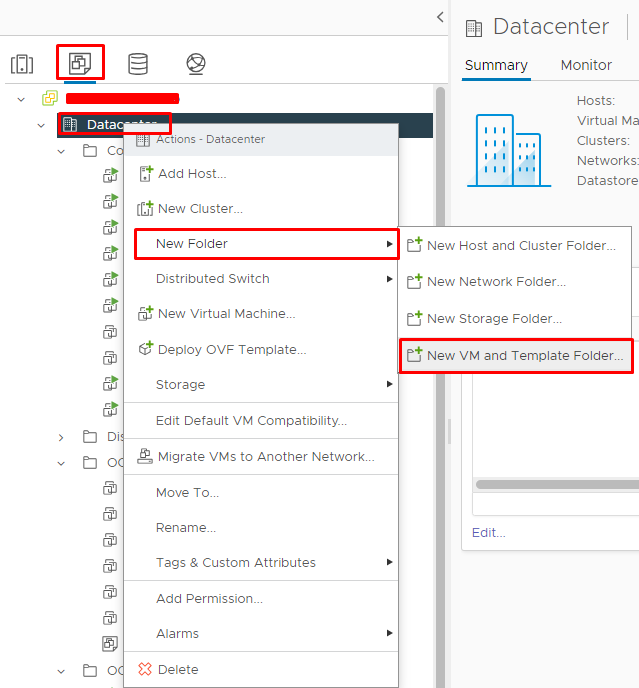 Datacenter
Summary
Monitor
Hosts:
Virtual Ma
Clusters:
Networks:
Datastore
Datacenter
Actions - Datacenter
Co
Add Host...
New Cluster...
New Folder
New Host and Cluster Folder...
Distributed Switch
New Network Folder...
New Virtual Machine...
New Storage Folder...
Deploy OVF Template...
New VM and Template Folder...
Storage
Edit Default VM Compatibility...
Dis
Migrate VMs to Another Network...
OC
Move To...
Rename...
Edit...
Tags & Custom Attributes
Add Permission...
Alarms
Delete
OC